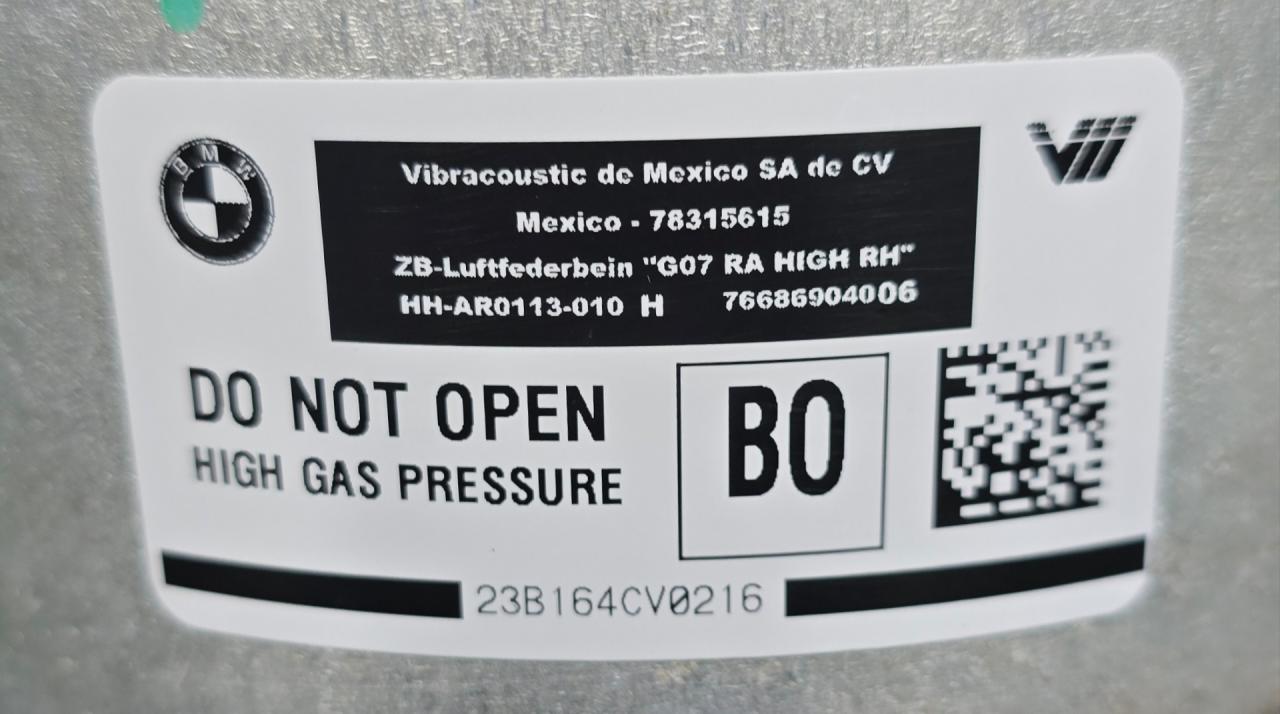 BMW
Vibracoustic de Mexico SA de CV
Mexico - 78315615
ZB-Luftfederbein "G07 RA HIGH RH"
HH-AR0113-010 H 76686904006
DO NOT OPEN
HIGH GAS PRESSURE
BO
23B164CV0216